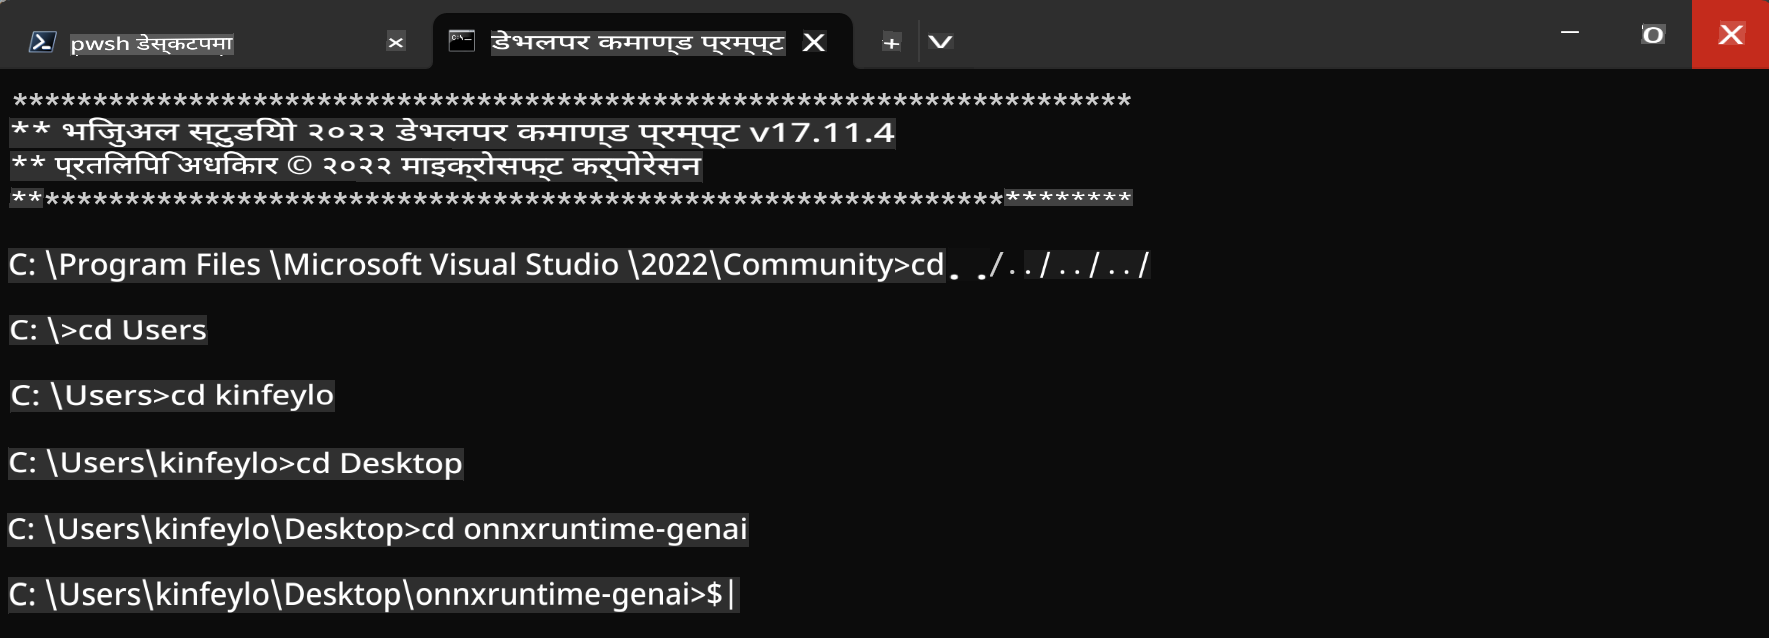 pwsh डेस्कटपमा
डेभलपर कमाण्ड प्रम्प्ट
**********************************************************************
** भिजुअल स्टुडियो २०२२ डेभलपर कमाण्ड प्रम्प्ट v17.11.4
** प्रतिलिपि अधिकार © २०२२ माइक्रोसफ्ट कर्पोरेसन
**********************************************************************
C: \Program Files \Microsoft Visual Studio \2022\Community>cd../../../../
C: \>cd Users
C: \Users>cd kinfeylo
C: \Users\kinfeylo>cd Desktop
C: \Users\kinfeylo\Desktop>cd onnxruntime-genai
C: \Users\kinfeylo\Desktop\onnxruntime-genai>$|